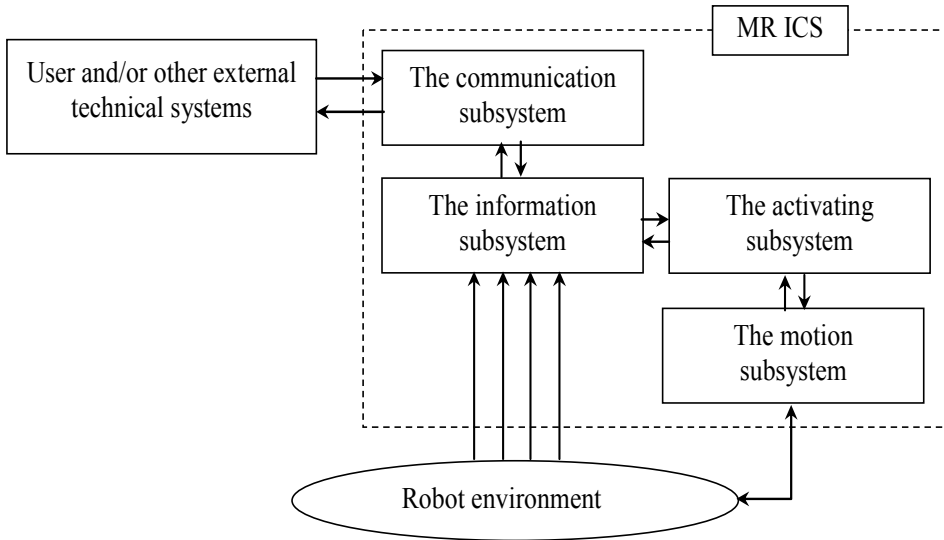 MR ICS
User and/or other external
technical systems
The communication
subsystem
The information
subsystem
The activating
subsystem
The motion
subsystem
Robot environment